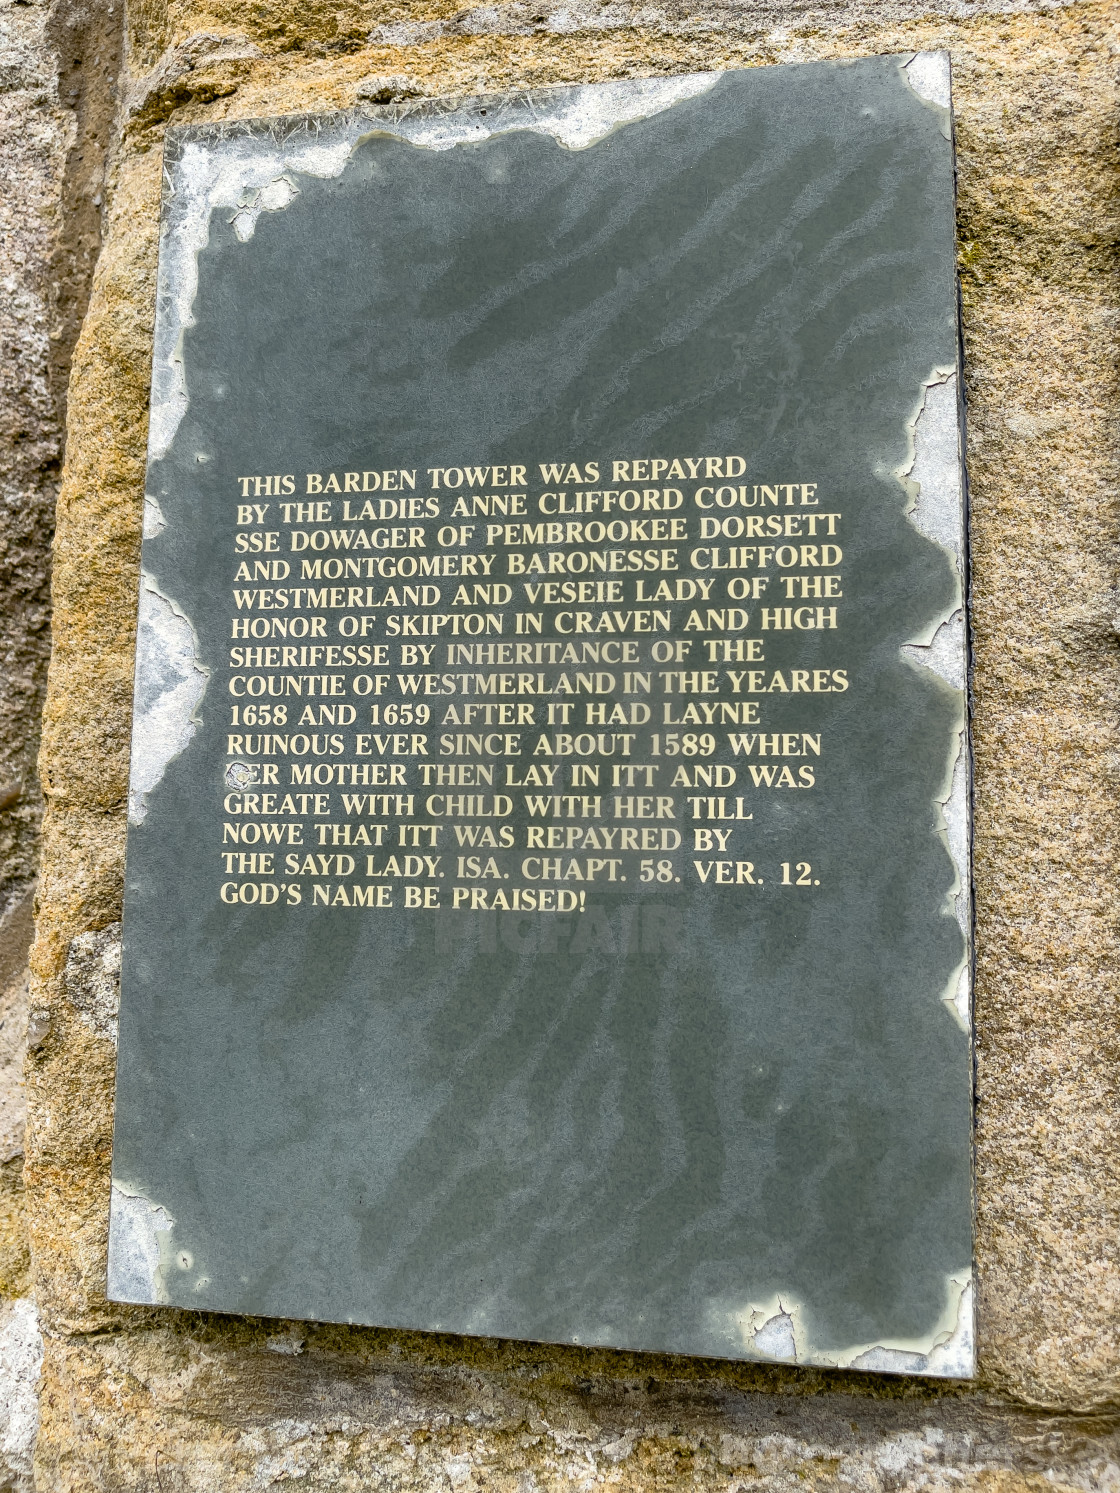 THIS BARDEN TOWER WAS REPAYRD
BY THE LADIES ANNE CLIFFORD COUNTE
SSE DOWAGER OF PEMBROOKEE DORSETT
AND MONTGOMERY BARONESSE CLIFFORD
WESTMERLAND AND VESEIE LADY OF THE
HONOR OF SKIPTON IN CRAVEN AND HIGH
SHERIFESSE BY INHERITANCE OF THE
COUNTIE OF WESTMERLAND IN THE YEARES
1658 AND 1659 AFTER IT HAD LAYNE
RUINOUS EVER SINCE ABOUT 1589 WHEN
HER MOTHER THEN LAY IN ITT AND WAS
GREATE WITH CHILD WITH HER TILL
NOWE THAT ITT WAS REPAYRED BY
THE SAYD LADY. ISA. CHAPT. 58. VER. 12.
GOD'S NAME BE PRAISED!
PICFAIR